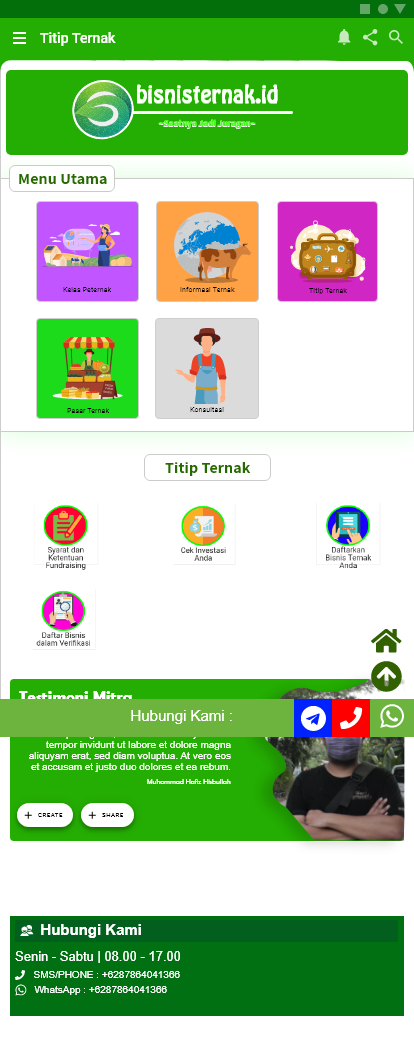 Titip Ternak
bisnisternak.id
~Saatnya Jadi Juragan~
Menu Utama
Kelas Peternak
Informasi Ternak
Titip Ternak
Pasar Ternak
Konsultasi
Titip Ternak
Syarat dan
Ketentuan
Fundraising
Cek Investasi
Anda
Daftarkan
Bisnis Ternak
Anda
Daftar Bisnis
dalam Verifikasi
Testimoni Mitra
Hubungi Kami :
tempor invidunt ut labore et dolore magna
aliquyam erat, sed diam voluptua. At vero eos
et accusam et justo duo dolores et ea rebum.
Muhammad Hafiz Hisbullah
+ CREATE
+ SHARE
Hubungi Kami
Senin - Sabtu | 08.00 - 17.00
SMS/PHONE : +6287864041366
WhatsApp : +6287864041366